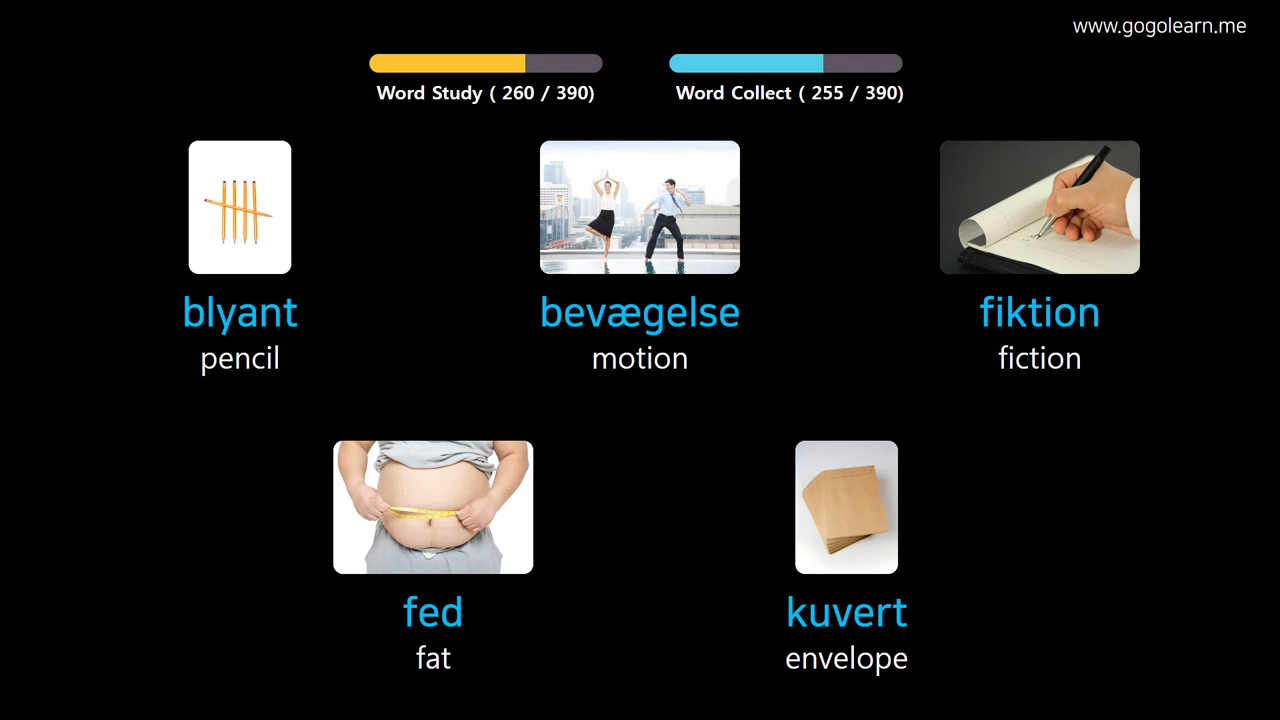 www.gogolearn.me
Word Study ( 260 / 390)
Word Collect ( 255 / 390)
blyant
pencil
bevægelse
motion
fiktion
fiction
fed
fat
kuvert
envelope